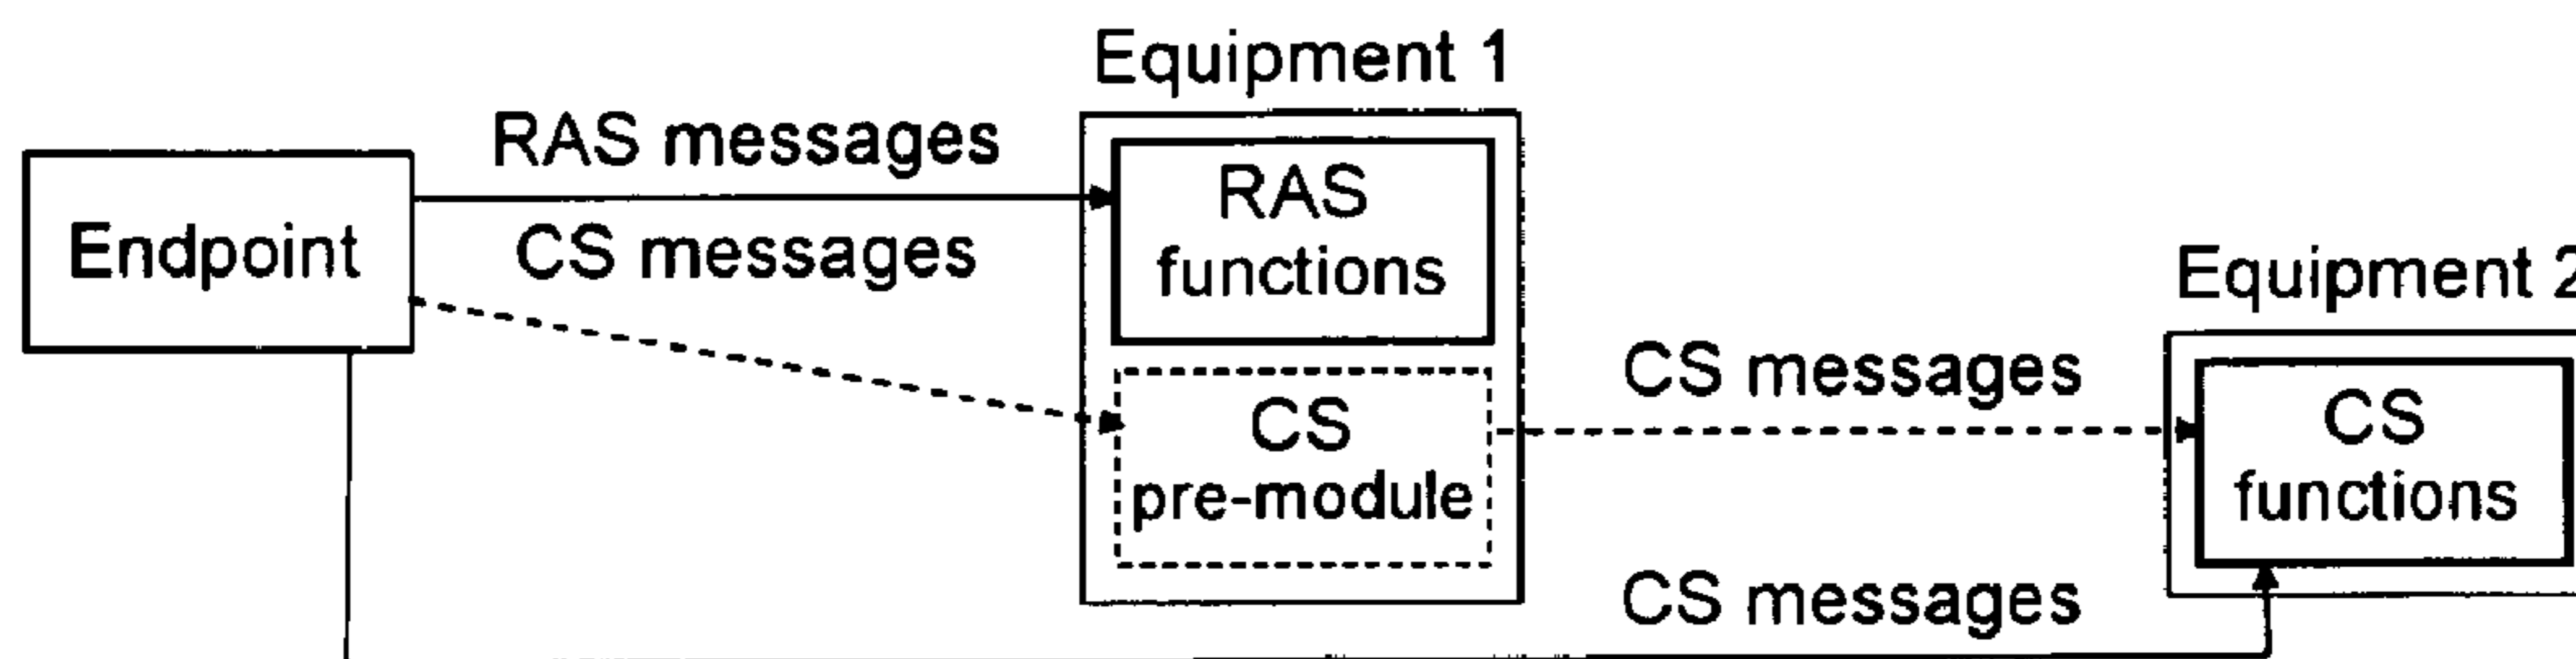 Equipment 1
RAS messages
RAS
functions
Endpoint
CS messages
Equipment 2
CS messages
CS
pre-module
CS
functions
CS messages